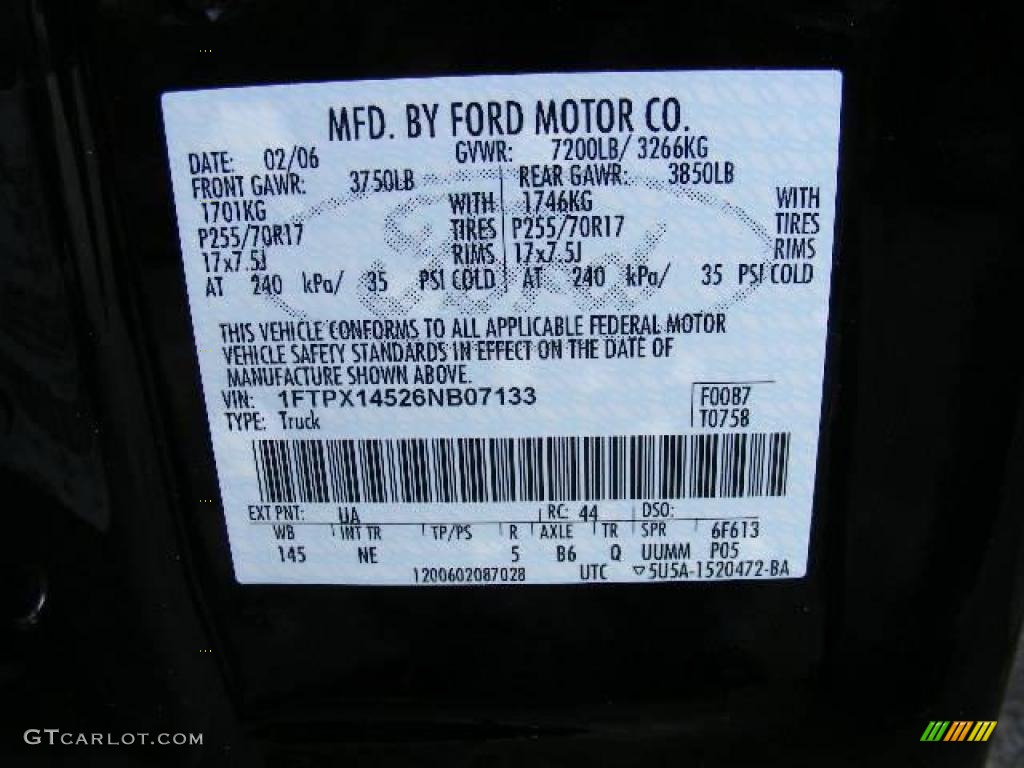 MFD. BY FORD MOTOR CO.
DATE: 02/06 GVWR: 7200LB/ 3266KG
FRONT GAWR: 3750LB REAR GAWR: 3850LB
1701KG WITH 1746KG WITH
P255/70R17 TIRES P255/70R17 TIRES
17x7.5J RIMS 17x7.5J RIMS
AT 240 kPa/ 35 PSI COLD AT 240 kPa/ 35 PSI COLD
THIS VEHICLE CONFORMS TO ALL APPLICABLE FEDERAL MOTOR
VEHICLE SAFETY STANDARDS IN EFFECT ON THE DATE OF
MANUFACTURE SHOWN ABOVE.
VIN: 1FTPX14526NB07133 F0087
TYPE: Truck T0758
EXT PNT: UA RC: 44 DSO:
WB INT TR TP/PS R AXLE TR SPR 6F613
145 NE 5 B6 Q UUMM P05
1200602087028 UTC ▽5U5A-1520472-BA
GTCARLOT.COM